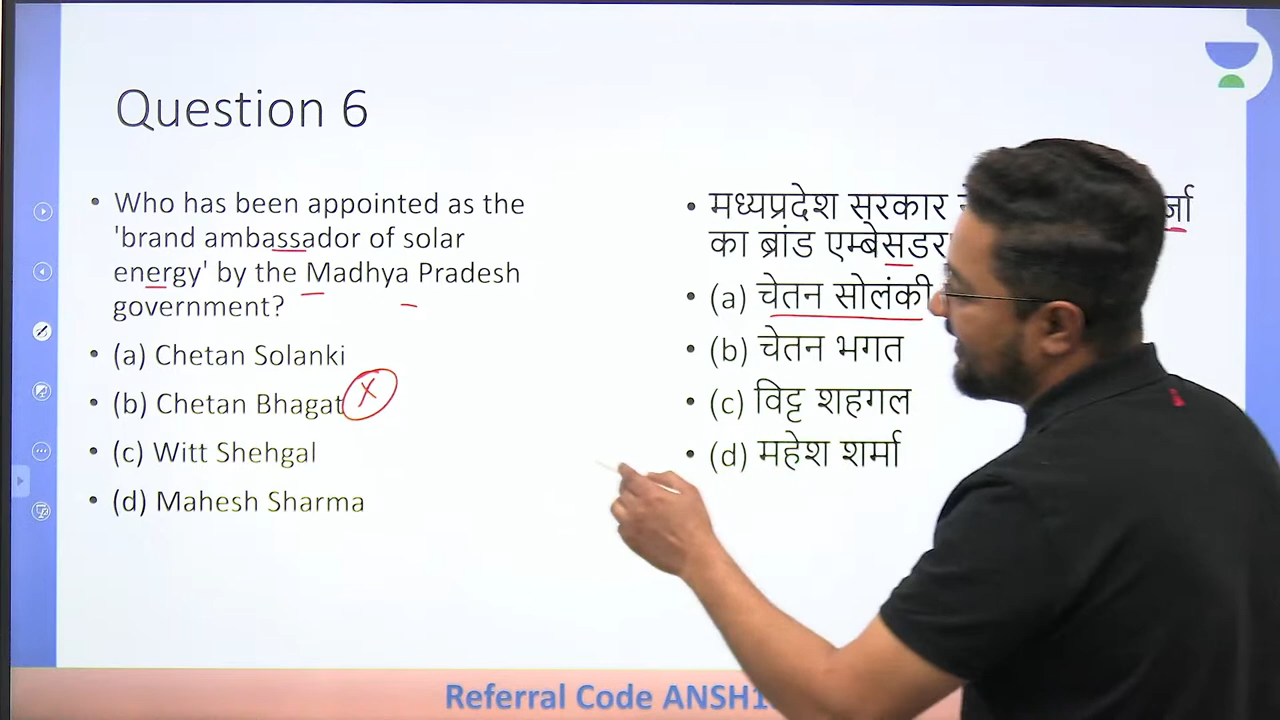 Question 6
• Who has been appointed as the
'brand ambassador of solar
energy' by the Madhya Pradesh
government?
• (a) Chetan Solanki
• (b) Chetan Bhagat X
• (c) Witt Shehgal
• (d) Mahesh Sharma
• मध्यप्रदेश सरकार
का ब्रांड एम्बेसडर
• (a) चेतन सोलंकी
• (b) चेतन भगत
• (c) विट्ट शहगल
• (d) महेश शर्मा
Referral Code